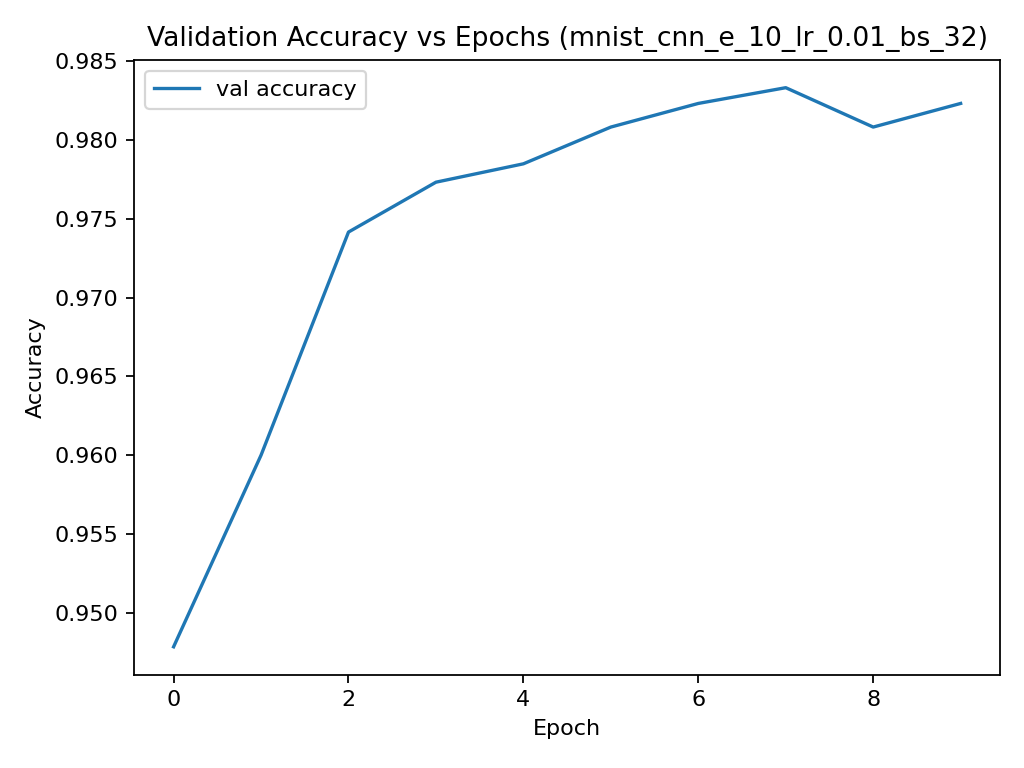 Validation Accuracy vs Epochs (mnist_cnn_e_10_lr_0.01_bs_32)
val accuracy
0.985
0.980
0.975
0.970
0.965
0.960
0.955
0.950
Accuracy
0 2 4 6 8
Epoch